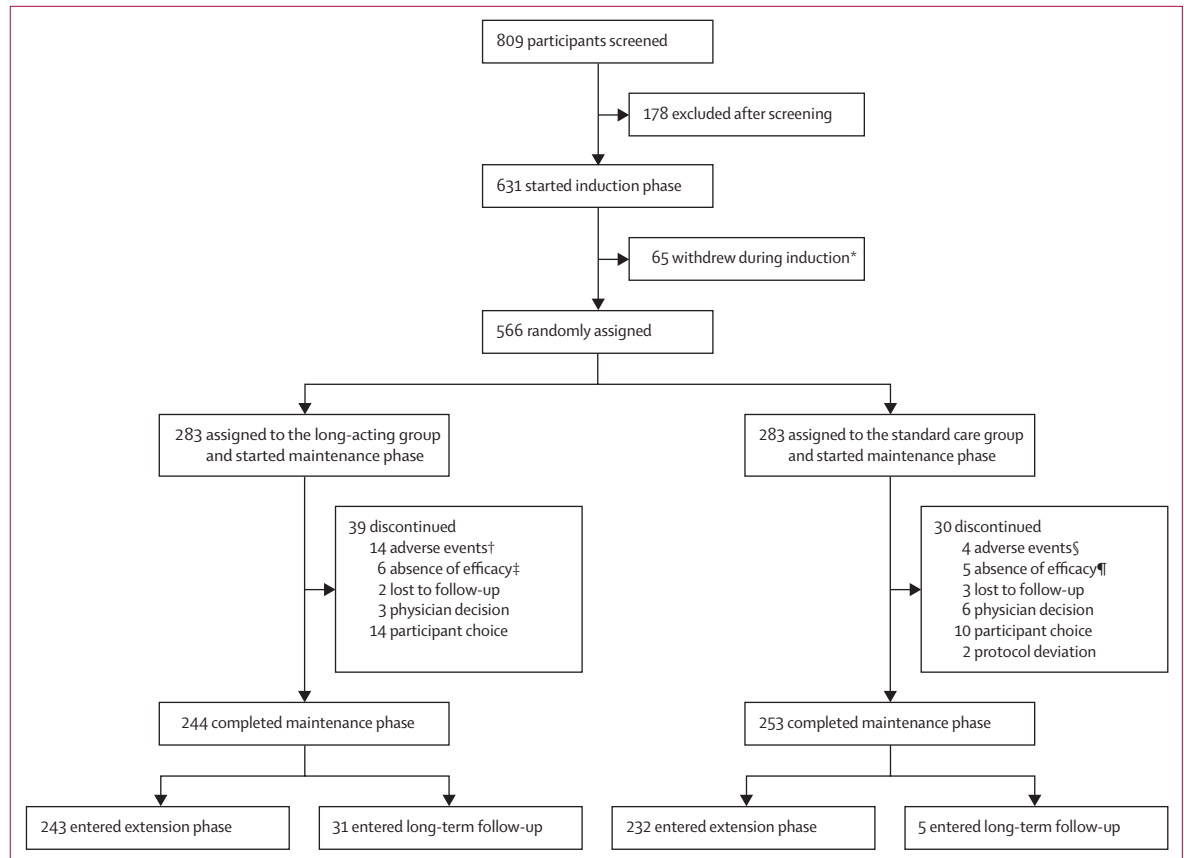 809 participants screened
178 excluded after screening
631 started induction phase
65 withdrew during induction*
566 randomly assigned
283 assigned to the long-acting group
and started maintenance phase
283 assigned to the standard care group
and started maintenance phase
39 discontinued
14 adverse events†
6 absence of efficacy‡
2 lost to follow-up
3 physician decision
14 participant choice
30 discontinued
4 adverse events§
5 absence of efficacy¶
3 lost to follow-up
6 physician decision
10 participant choice
2 protocol deviation
244 completed maintenance phase
253 completed maintenance phase
243 entered extension phase
31 entered long-term follow-up
232 entered extension phase
5 entered long-term follow-up